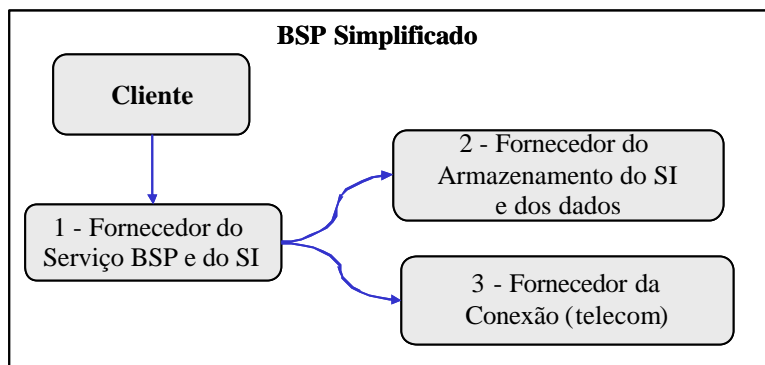 BSP Simplificado
Cliente
1 - Fornecedor do
Serviço BSP e do SI
2 - Fornecedor do
Armazenamento do SI
e dos dados
3 - Fornecedor da
Conexão (telecom)